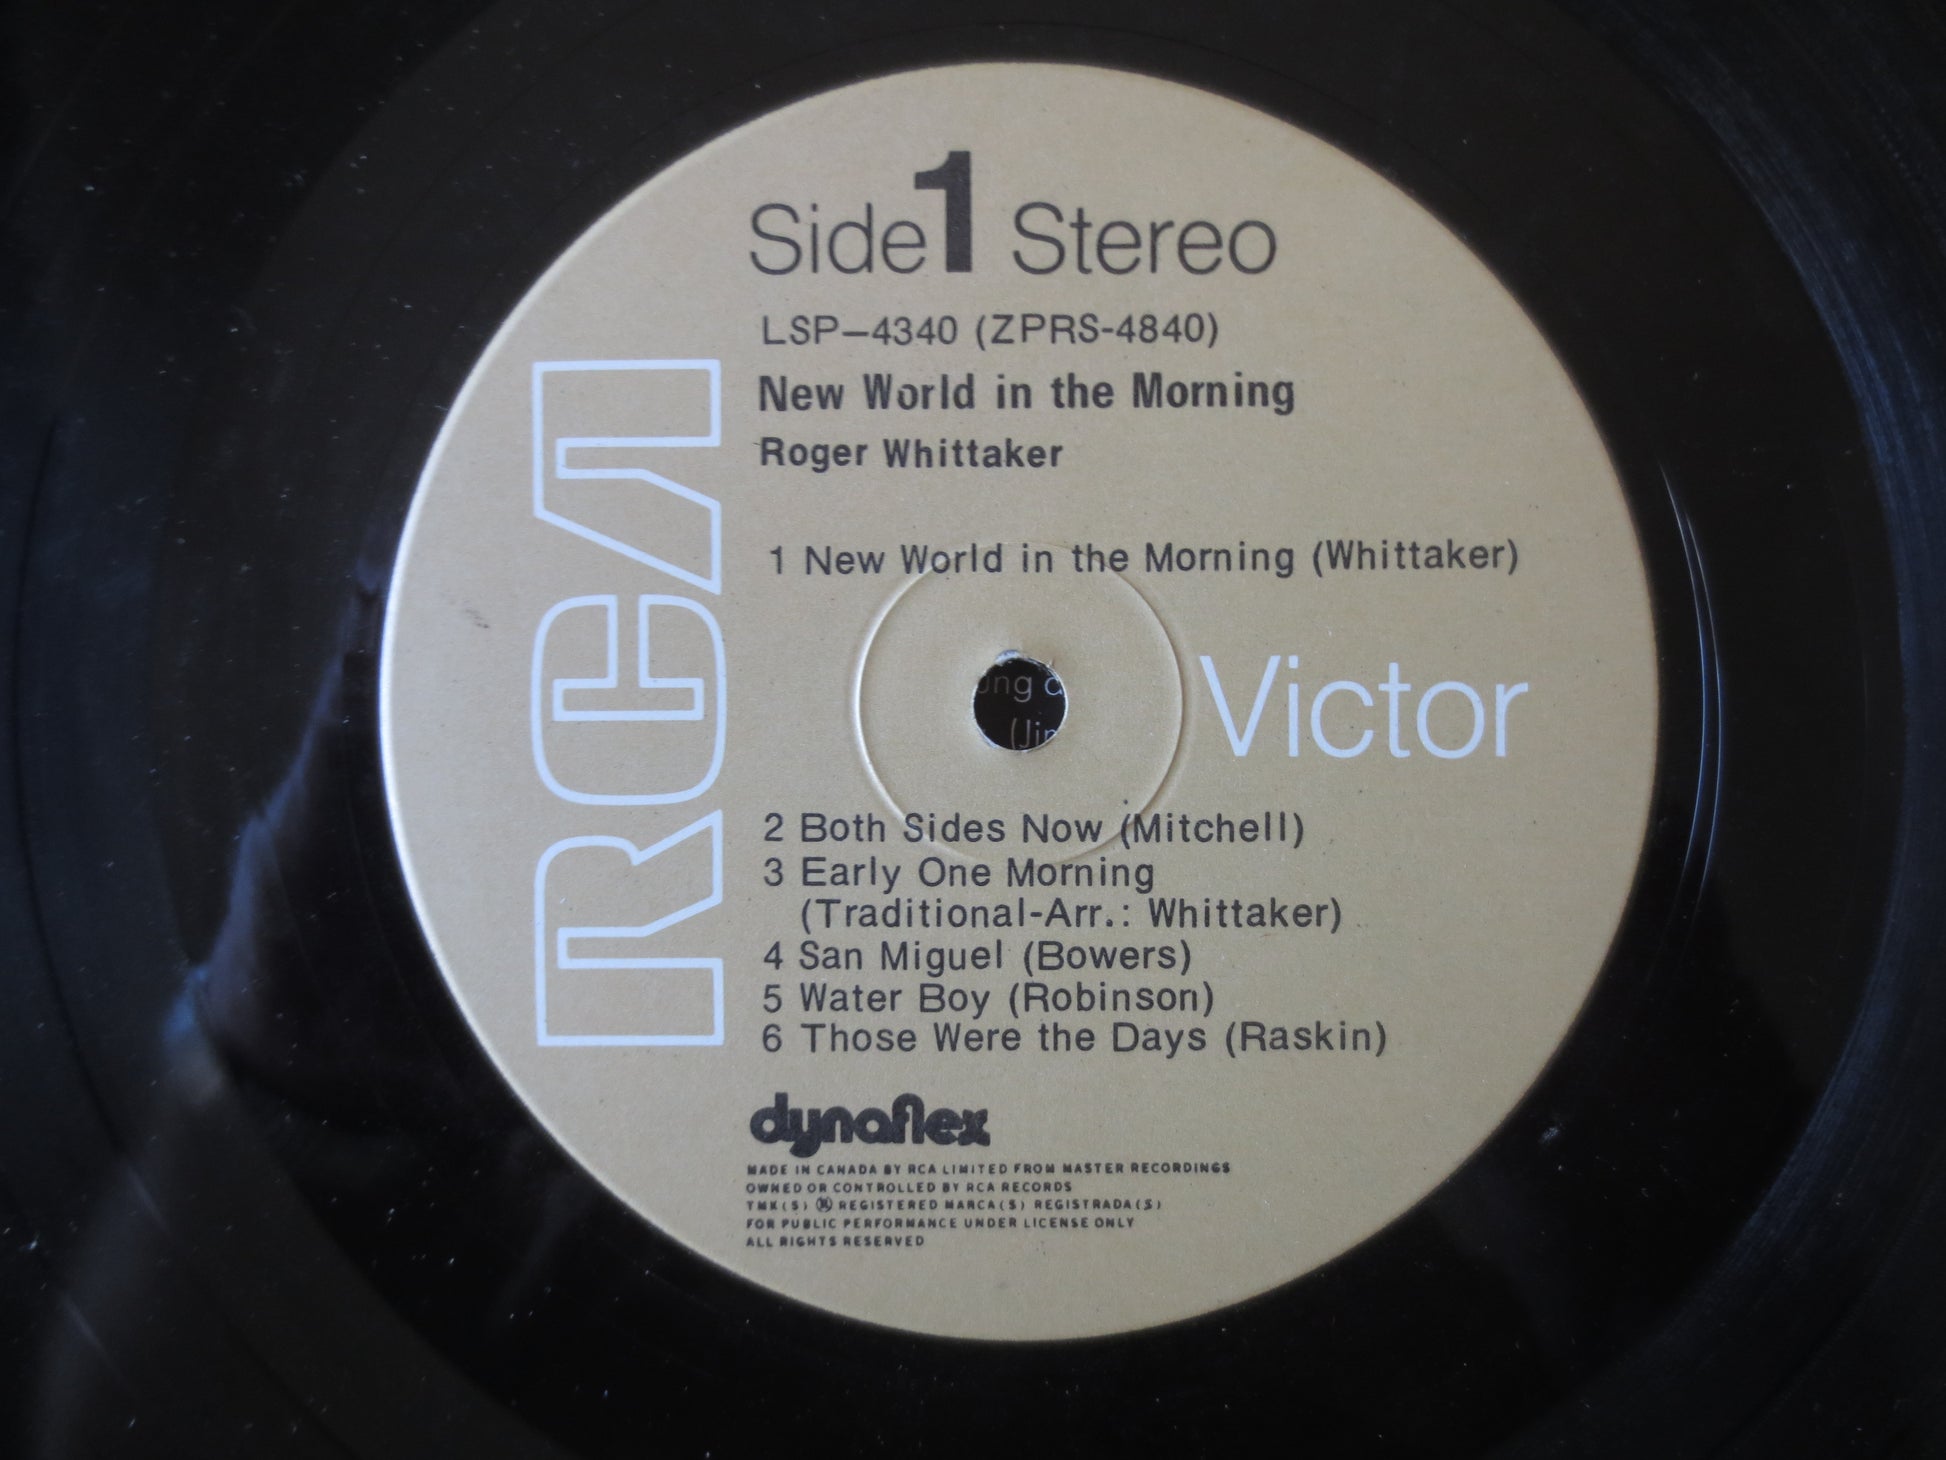 Side 1 Stereo
LSP-4340 (ZPRS-4840)
New World in the Morning
Roger Whittaker
1 New World in the Morning (Whittaker)
RCA
Victor
2 Both Sides Now (Mitchell)
3 Early One Morning
(Traditional-Arr.: Whittaker)
4 San Miguel (Bowers)
5 Water Boy (Robinson)
6 Those Were the Days (Raskin)
dynaflex
MADE IN CANADA BY RCA LIMITED FROM MASTER RECORDINGS
OWNED OR CONTROLLED BY RCA RECORDS
TMK(S) ® REGISTERED MARCA(S) REGISTRADA(S)
FOR PUBLIC PERFORMANCE UNDER LICENSE ONLY
ALL RIGHTS RESERVED